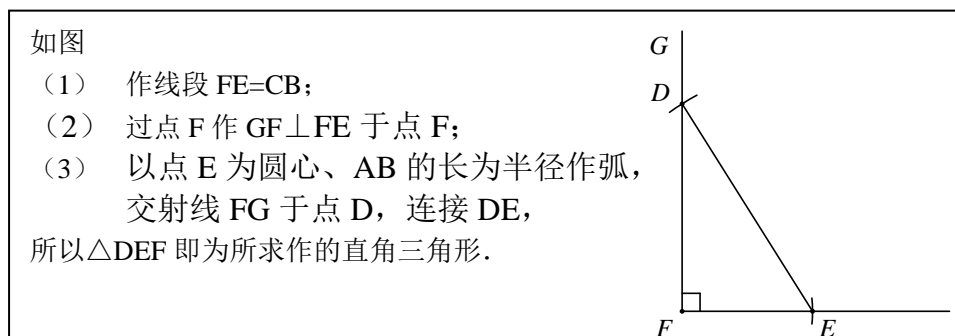 如图
（1） 作线段 FE=CB；
（2） 过点 F 作 GF⊥FE 于点 F；
（3） 以点 E 为圆心、AB 的长为半径作弧，
交射线 FG 于点 D，连接 DE，
所以△DEF 即为所求作的直角三角形．
G
D
F
E